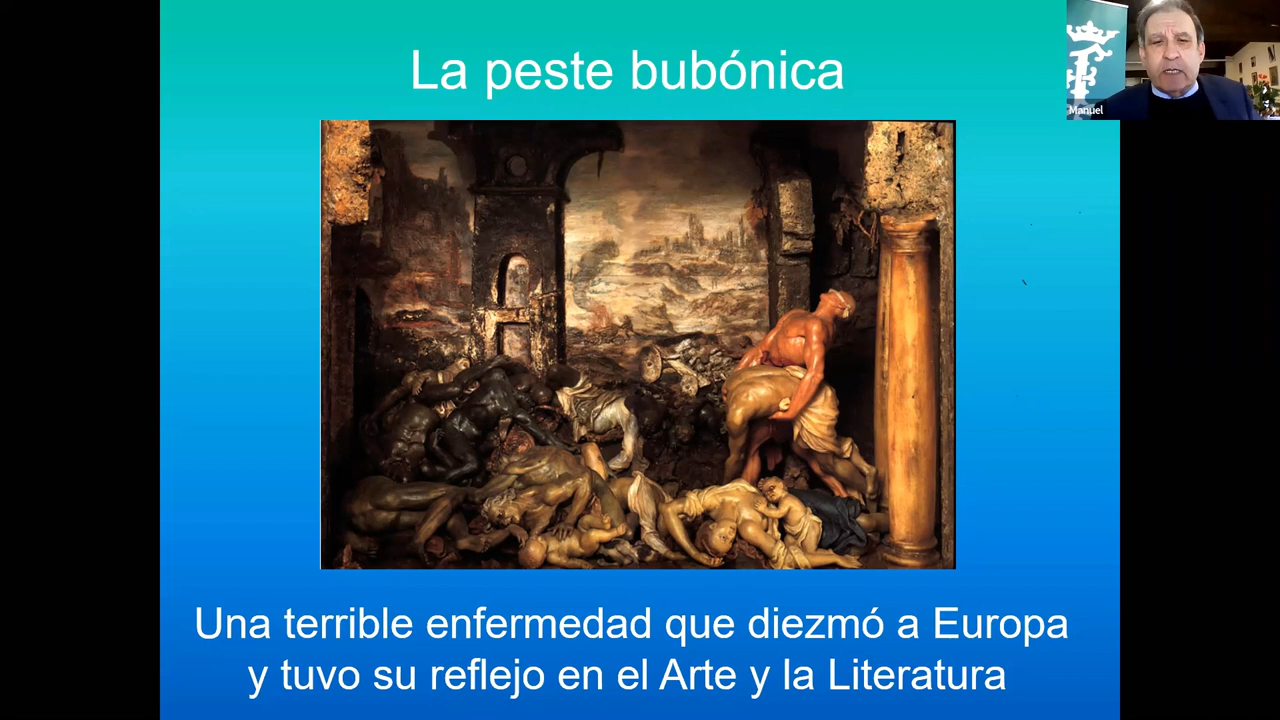 La peste bubónica
Manuel
Una terrible enfermedad que diezmó a Europa
y tuvo su reflejo en el Arte y la Literatura